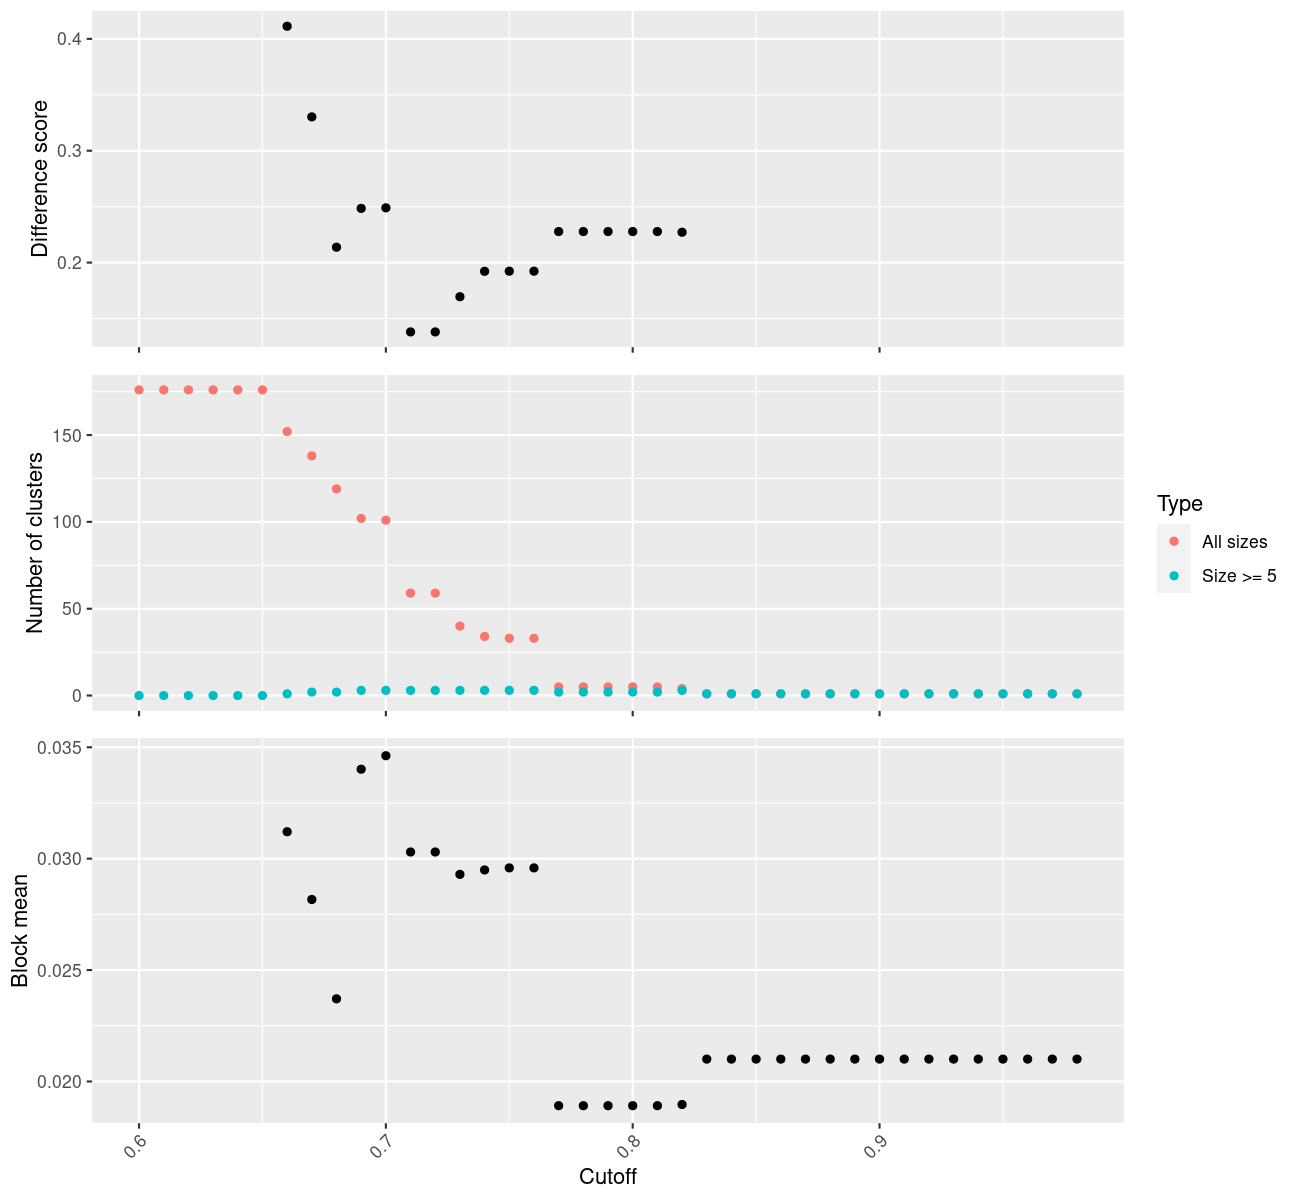 Difference score
0.4
0.3
0.2
Number of clusters
150
100
50
0
Type
All sizes
Size >= 5
Block mean
0.035
0.030
0.025
0.020
0.6
0.7
0.8
0.9
Cutoff